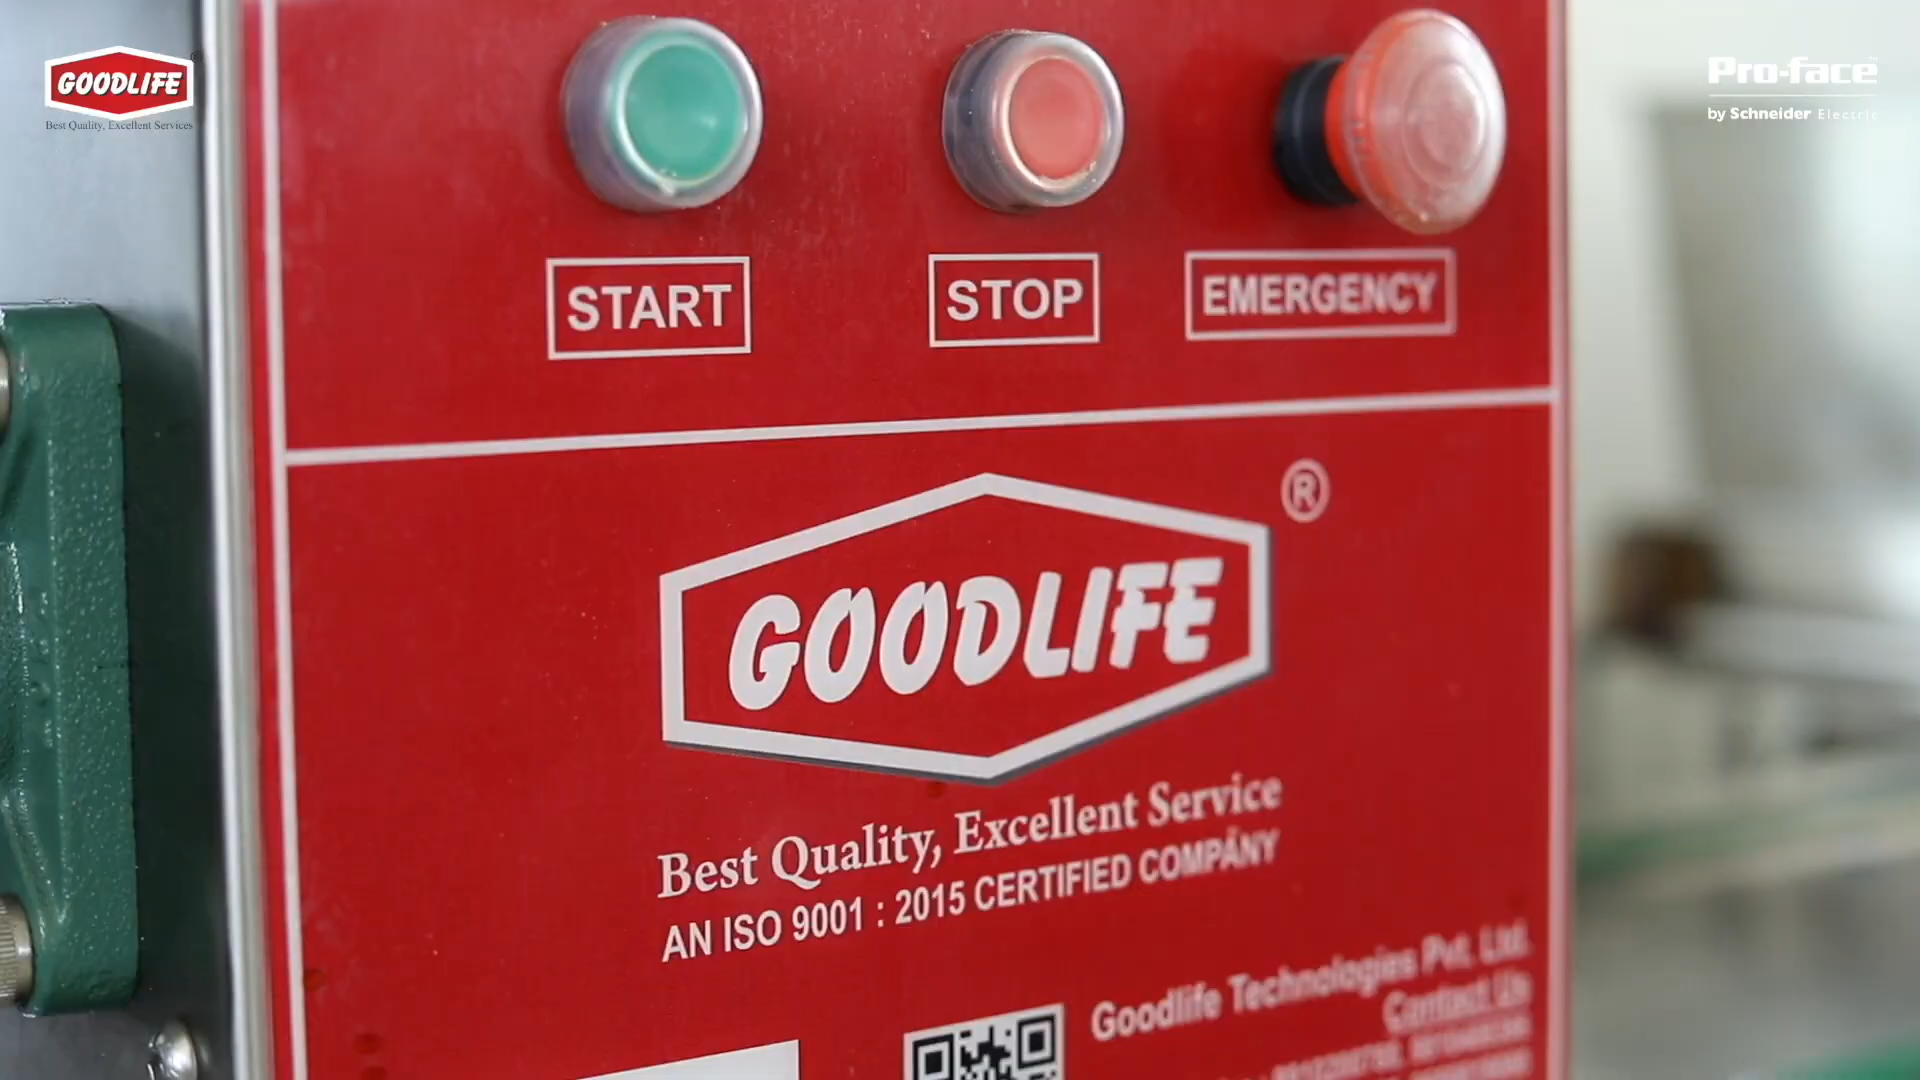 GOODLIFE
Best Quality, Excellent Services
Pro-face
by Schneider Electric
START
STOP
EMERGENCY
GOODLIFE ®
Best Quality, Excellent Service
AN ISO 9001 : 2015 CERTIFIED COMPANY
Goodlife Technologies Pvt. Ltd.
Contact Us